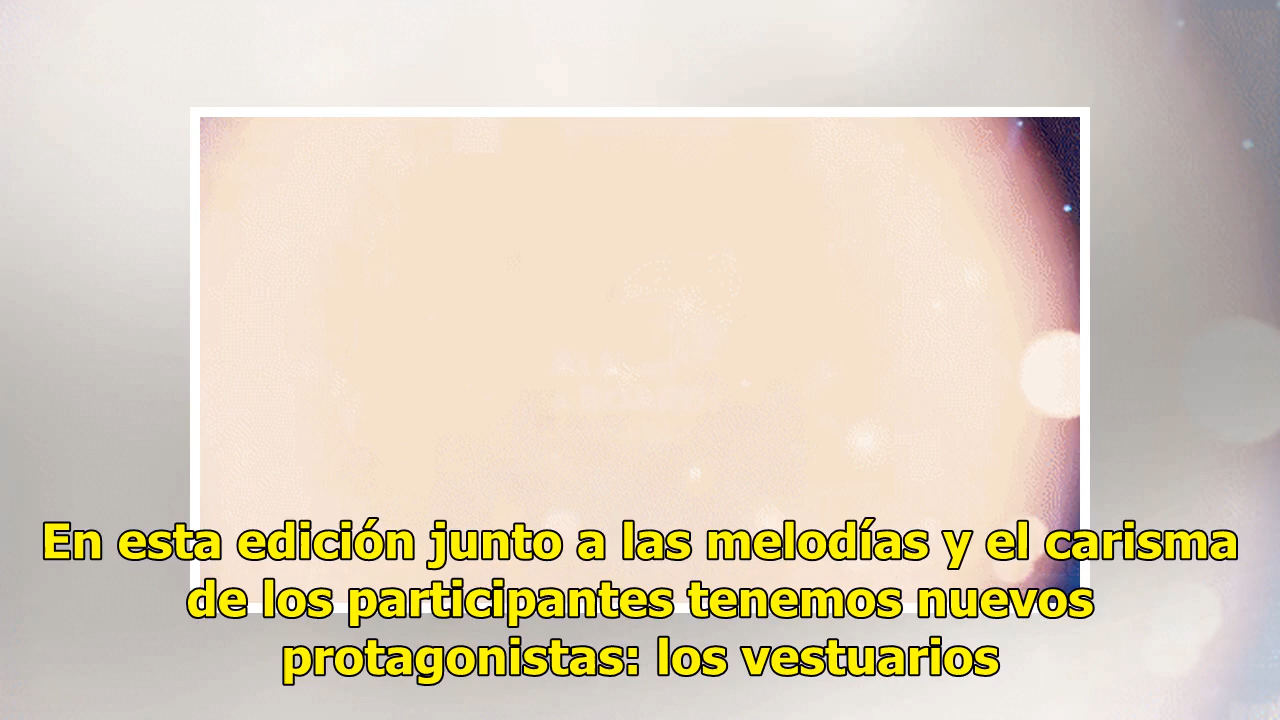 En esta edición junto a las melodías y el carisma
de los participantes tenemos nuevos
protagonistas: los vestuarios